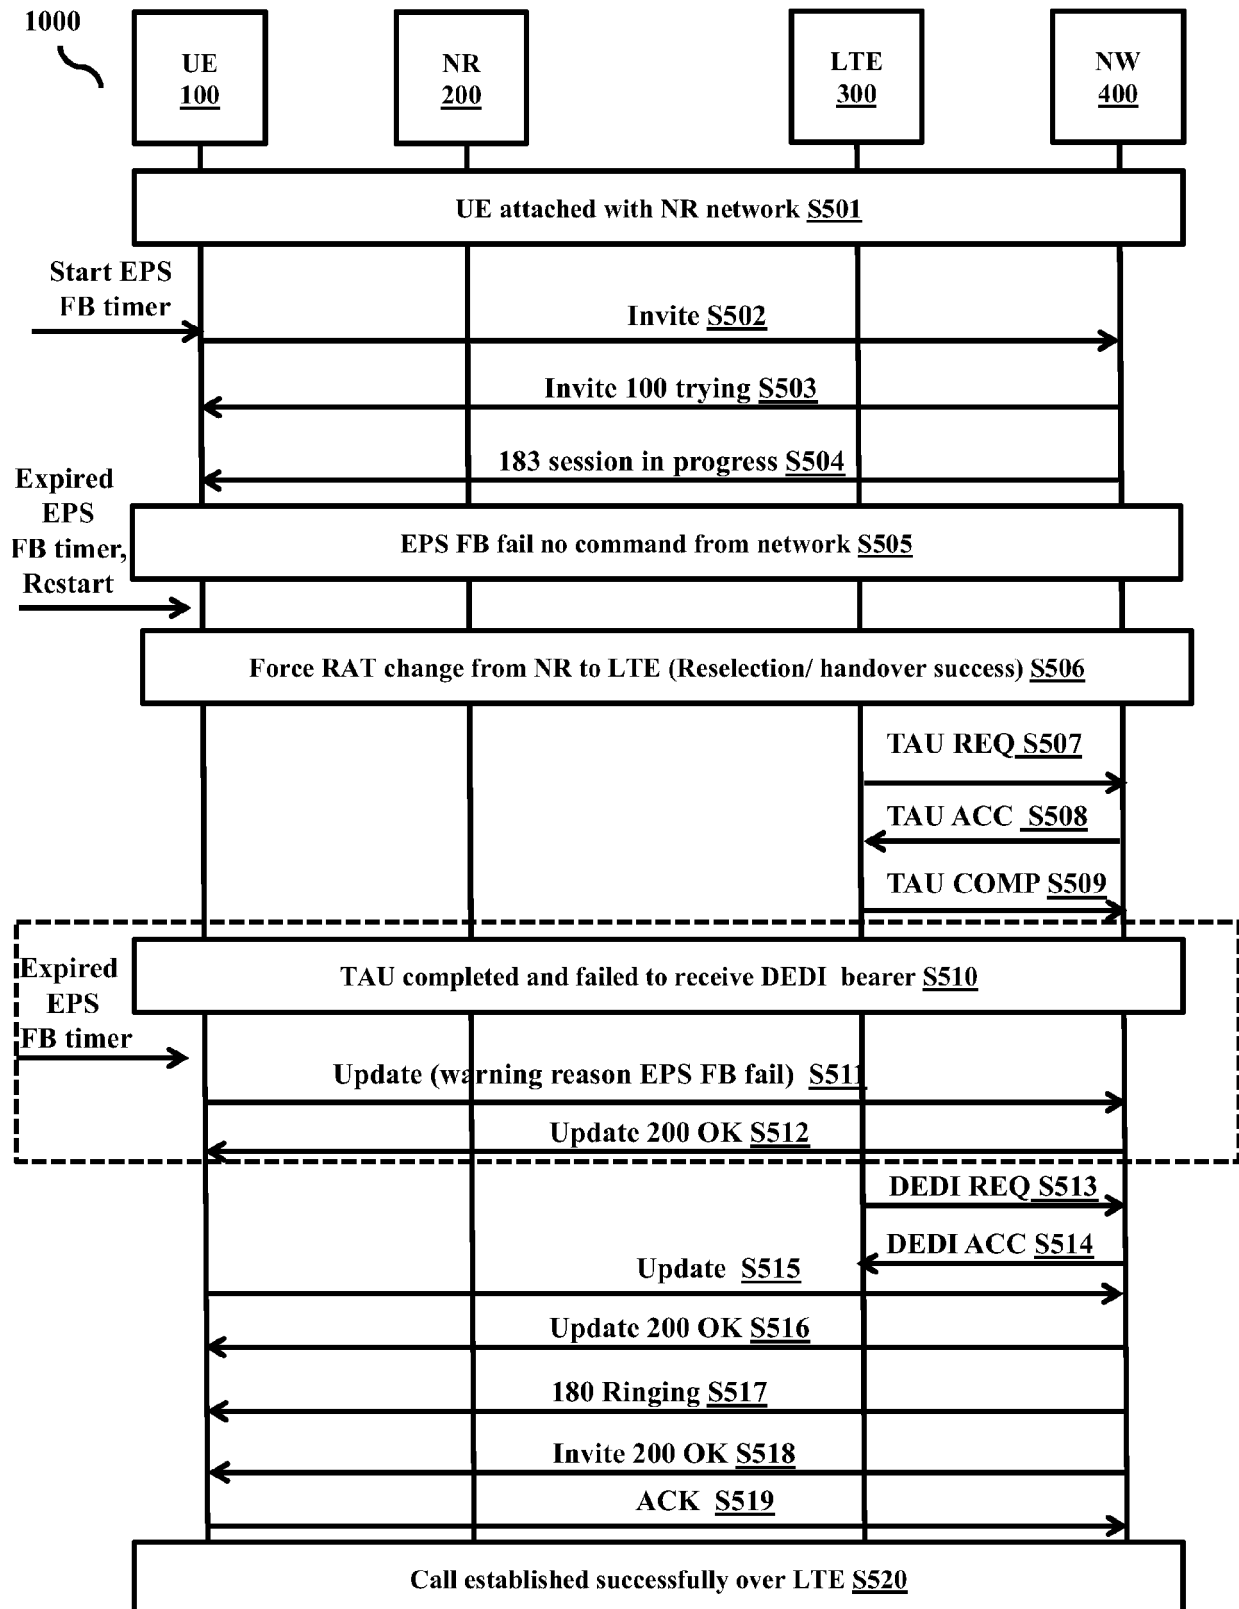 1000
UE
100
NR
200
LTE
300
NW
400
UE attached with NR network S501
Start EPS
FB timer
Invite S502
Invite 100 trying S503
183 session in progress S504
Expired
EPS
FB timer,
Restart
EPS FB fail no command from network S505
Force RAT change from NR to LTE (Reselection/ handover success) S506
TAU REQ S507
TAU ACC S508
TAU COMP S509
TAU completed and failed to receive DEDI bearer S510
Expired
EPS
FB timer
Update (warning reason EPS FB fail) S511
Update 200 OK S512
DEDI REQ S513
DEDI ACC S514
Update S515
Update 200 OK S516
180 Ringing S517
Invite 200 OK S518
ACK S519
Call established successfully over LTE S520